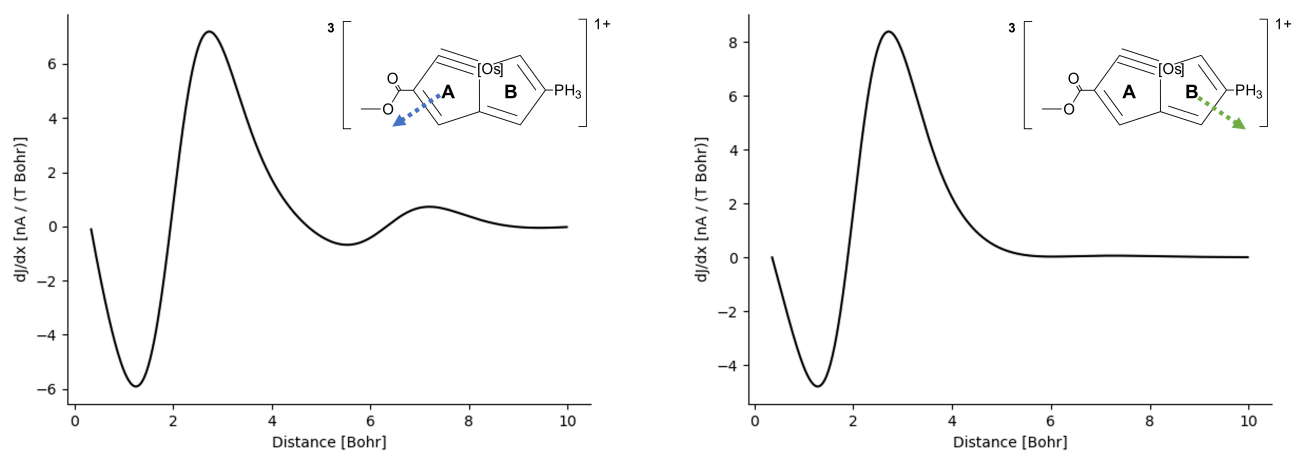 dJ/dx [nA / (T Bohr)]
6
4
2
0
−2
−4
−6
0 2 4 6 8 10
Distance [Bohr]
3
1+
[Os]
A
B
O
O
PH3
dJ/dx [nA / (T Bohr)]
8
6
4
2
0
−2
−4
0 2 4 6 8 10
Distance [Bohr]
3
1+
[Os]
A
B
O
O
PH3